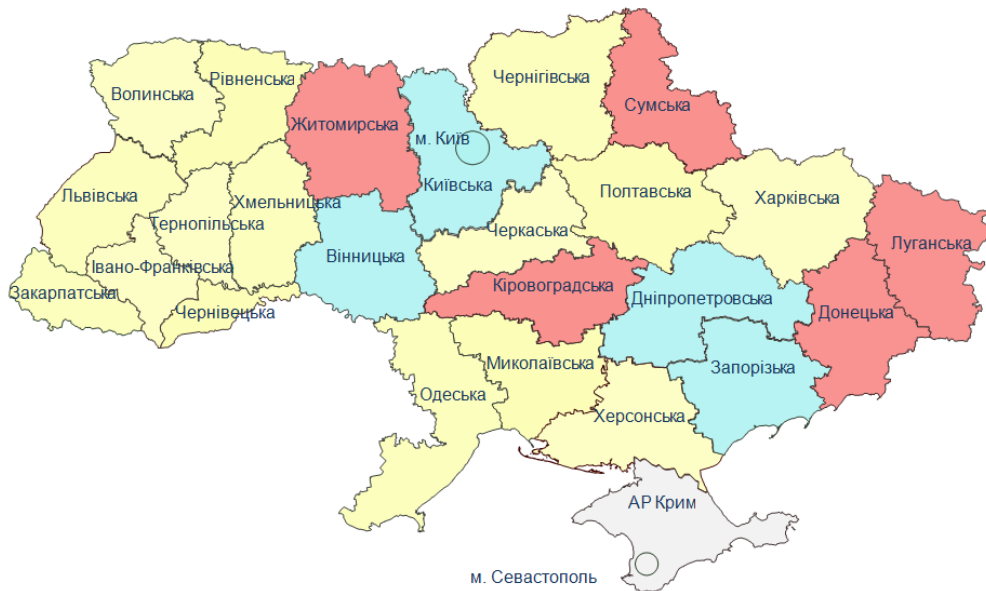 Чернігівська
Рівненська
Волинська
Сумська
Житомирська
м. Київ
Київська
Львівська
Полтавська
Харківська
Хмельницька
Тернопільська
Черкаська
Луганська
Вінницька
Івано-Франківська
Кіровоградська
Закарпатська
Дніпропетровська
Чернівецька
Донецька
Миколаївська
Запорізька
Одеська
Херсонська
АР Крим
м. Севастополь